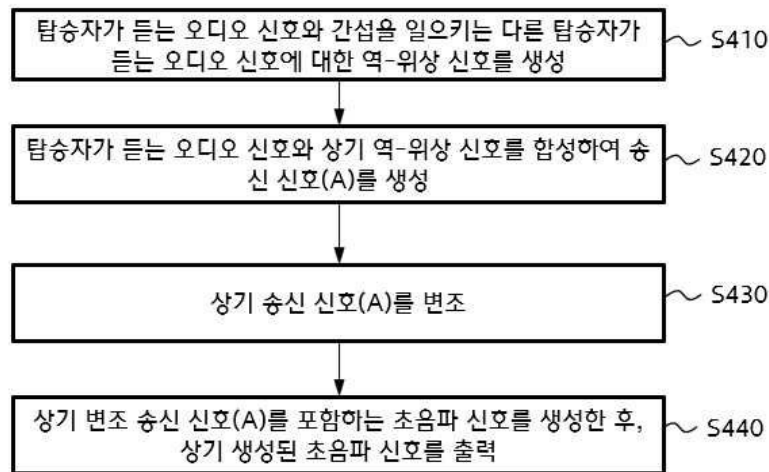 탑승자가 듣는 오디오 신호와 간섭을 일으키는 다른 탑승자가
듣는 오디오 신호에 대한 역-위상 신호를 생성
S410
탑승자가 듣는 오디오 신호와 상기 역-위상 신호를 합성하여 송
신 신호(A)를 생성
S420
상기 송신 신호(A)를 변조
S430
상기 변조 송신 신호(A)를 포함하는 초음파 신호를 생성한 후,
상기 생성된 초음파 신호를 출력
S440